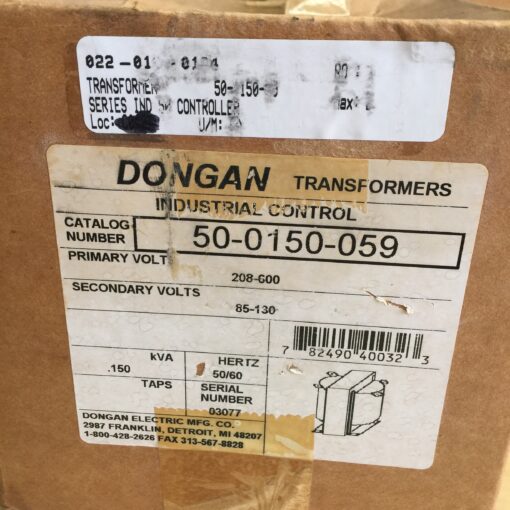 TRANSFORMER
SERIES IND CONTROLLER
Loc: U/M:
DONGAN TRANSFORMERS
INDUSTRIAL CONTROL
CATALOG NUMBER 50-0150-059
PRIMARY VOLT
208-600
SECONDARY VOLTS
85-130
7 82490 40032 3
kVA HERTZ
.150 50/60
TAPS SERIAL NUMBER
03077
DONGAN ELECTRIC MFG. CO.
2987 FRANKLIN, DETROIT, MI 48207
1-800-428-2626 FAX 313-567-8828